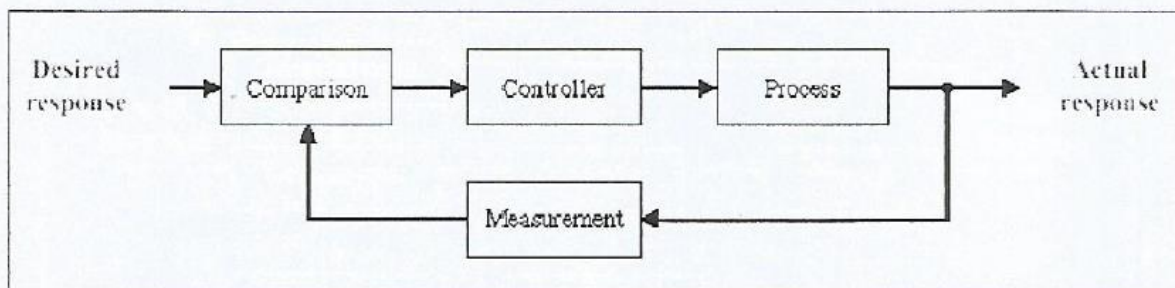 Desired
response
Comparison
Controller
Process
Actual
response
Measurement